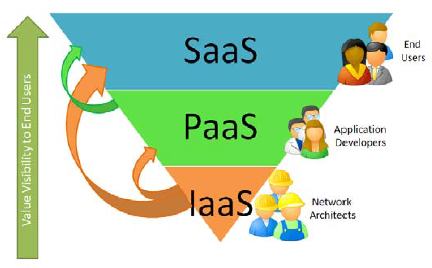 Value Visibility to End Users
SaaS
End
Users
PaaS
Application
Developers
IaaS
Network
Architects